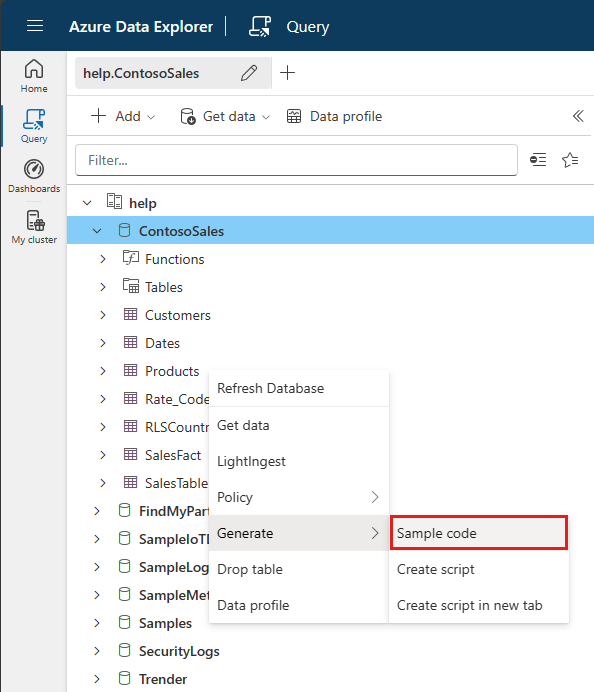 Azure Data Explorer
Query
Home
Query
Dashboards
My cluster
help.ContosoSales
Add
Get data
Data profile
Filter...
help
ContosoSales
Functions
Tables
Customers
Dates
Products
Rate_Code
RLSCountr
SalesFact
SalesTable
FindMyPart
SampleIoT
SampleLog
SampleMet
Samples
SecurityLogs
Trender
Refresh Database
Get data
LightIngest
Policy
Generate
Drop table
Data profile
Sample code
Create script
Create script in new tab